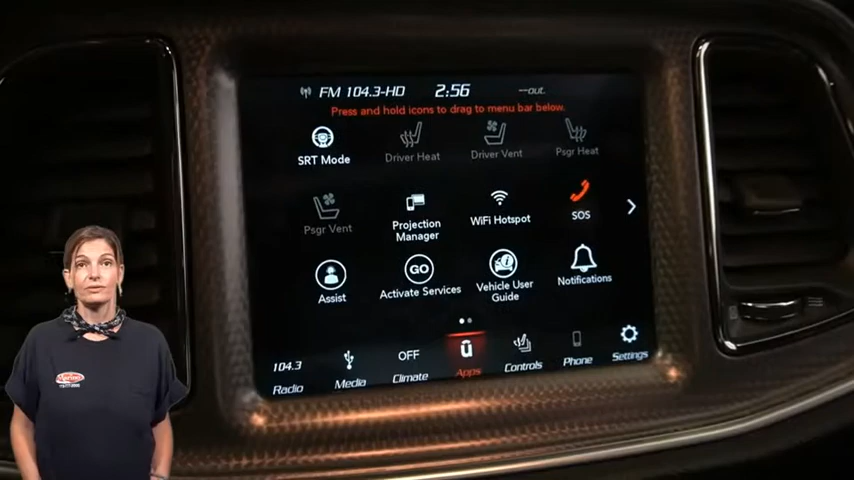 FM 104.3-HD 2:56 --out.
Press and hold icons to drag to menu bar below.
SRT Mode
Driver Heat
Driver Vent
Psgr Heat
Psgr Vent
Projection
Manager
WiFi Hotspot
SOS
Assist
GO
Activate Services
Vehicle User
Guide
Notifications
104.3
Radio
Media
OFF
Climate
Apps
Controls
Phone
Settings